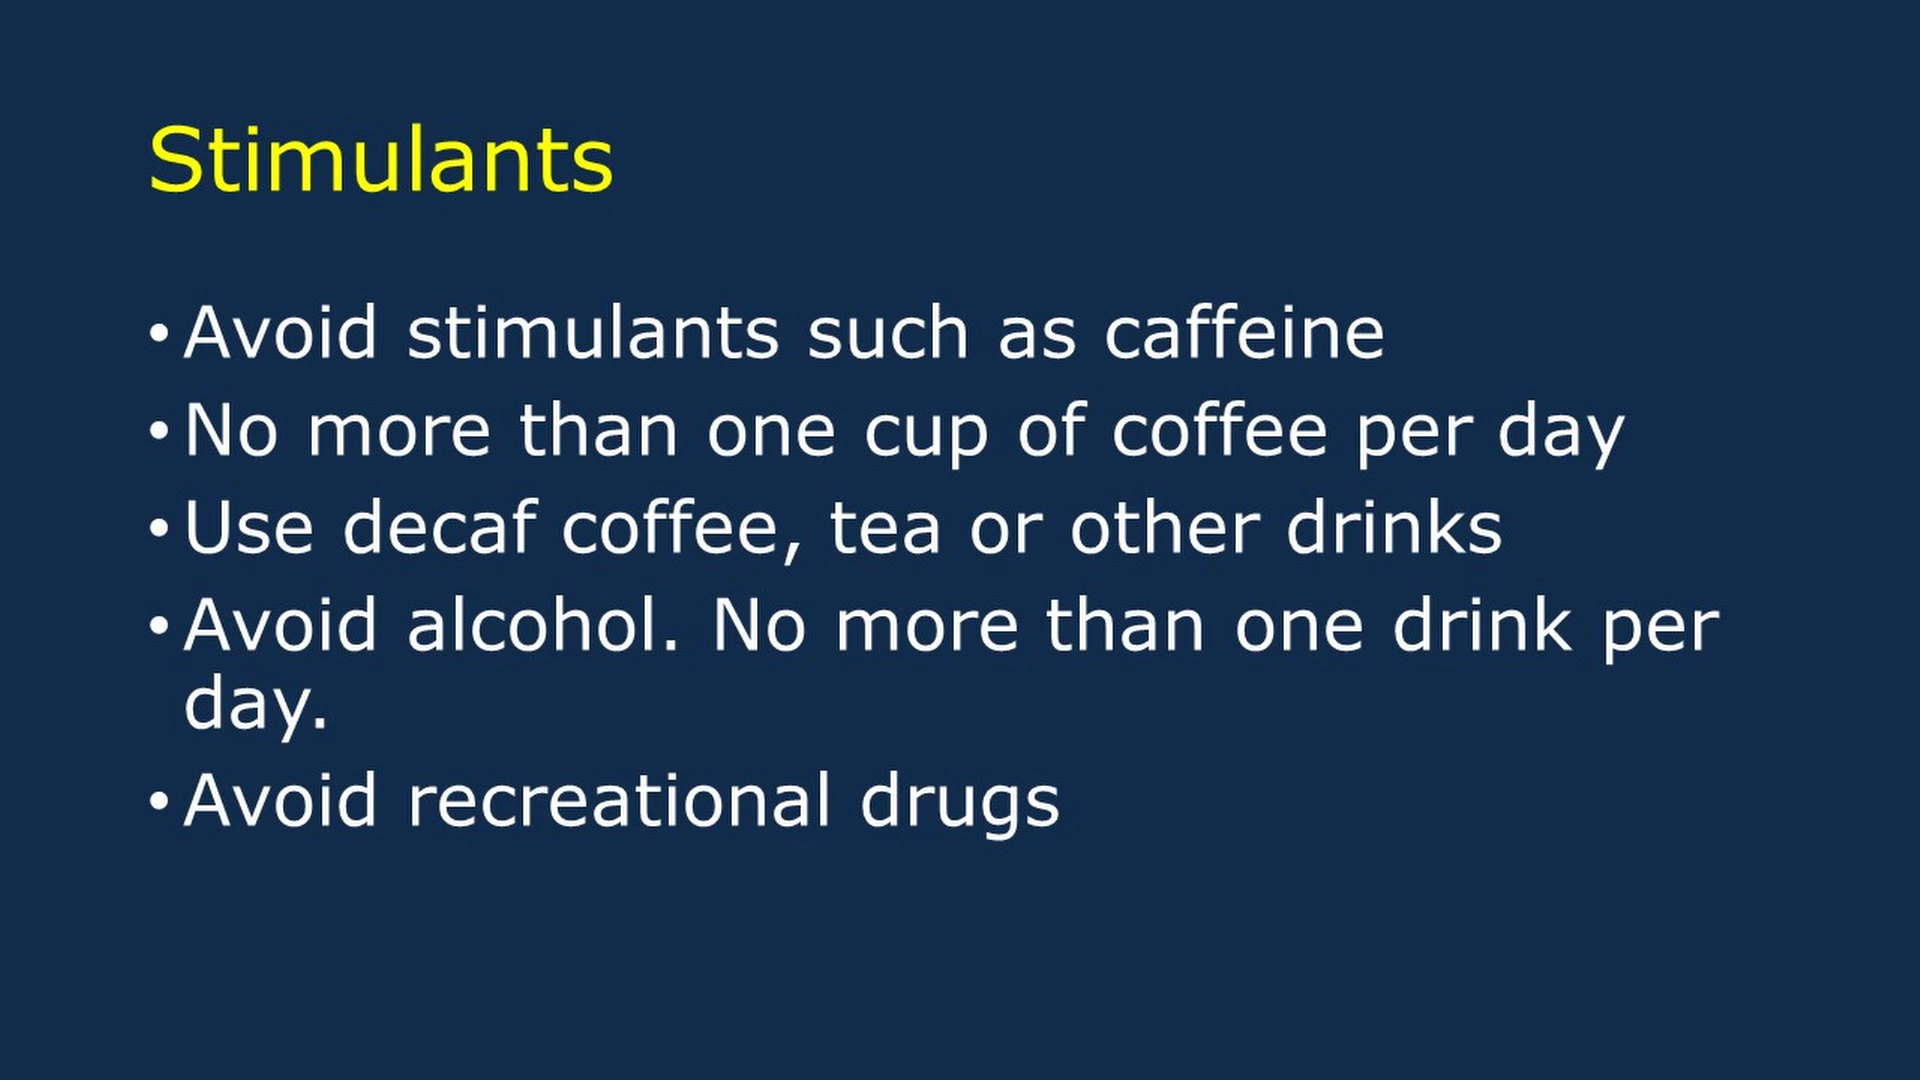 Stimulants
• Avoid stimulants such as caffeine
• No more than one cup of coffee per day
• Use decaf coffee, tea or other drinks
• Avoid alcohol. No more than one drink per
day.
• Avoid recreational drugs